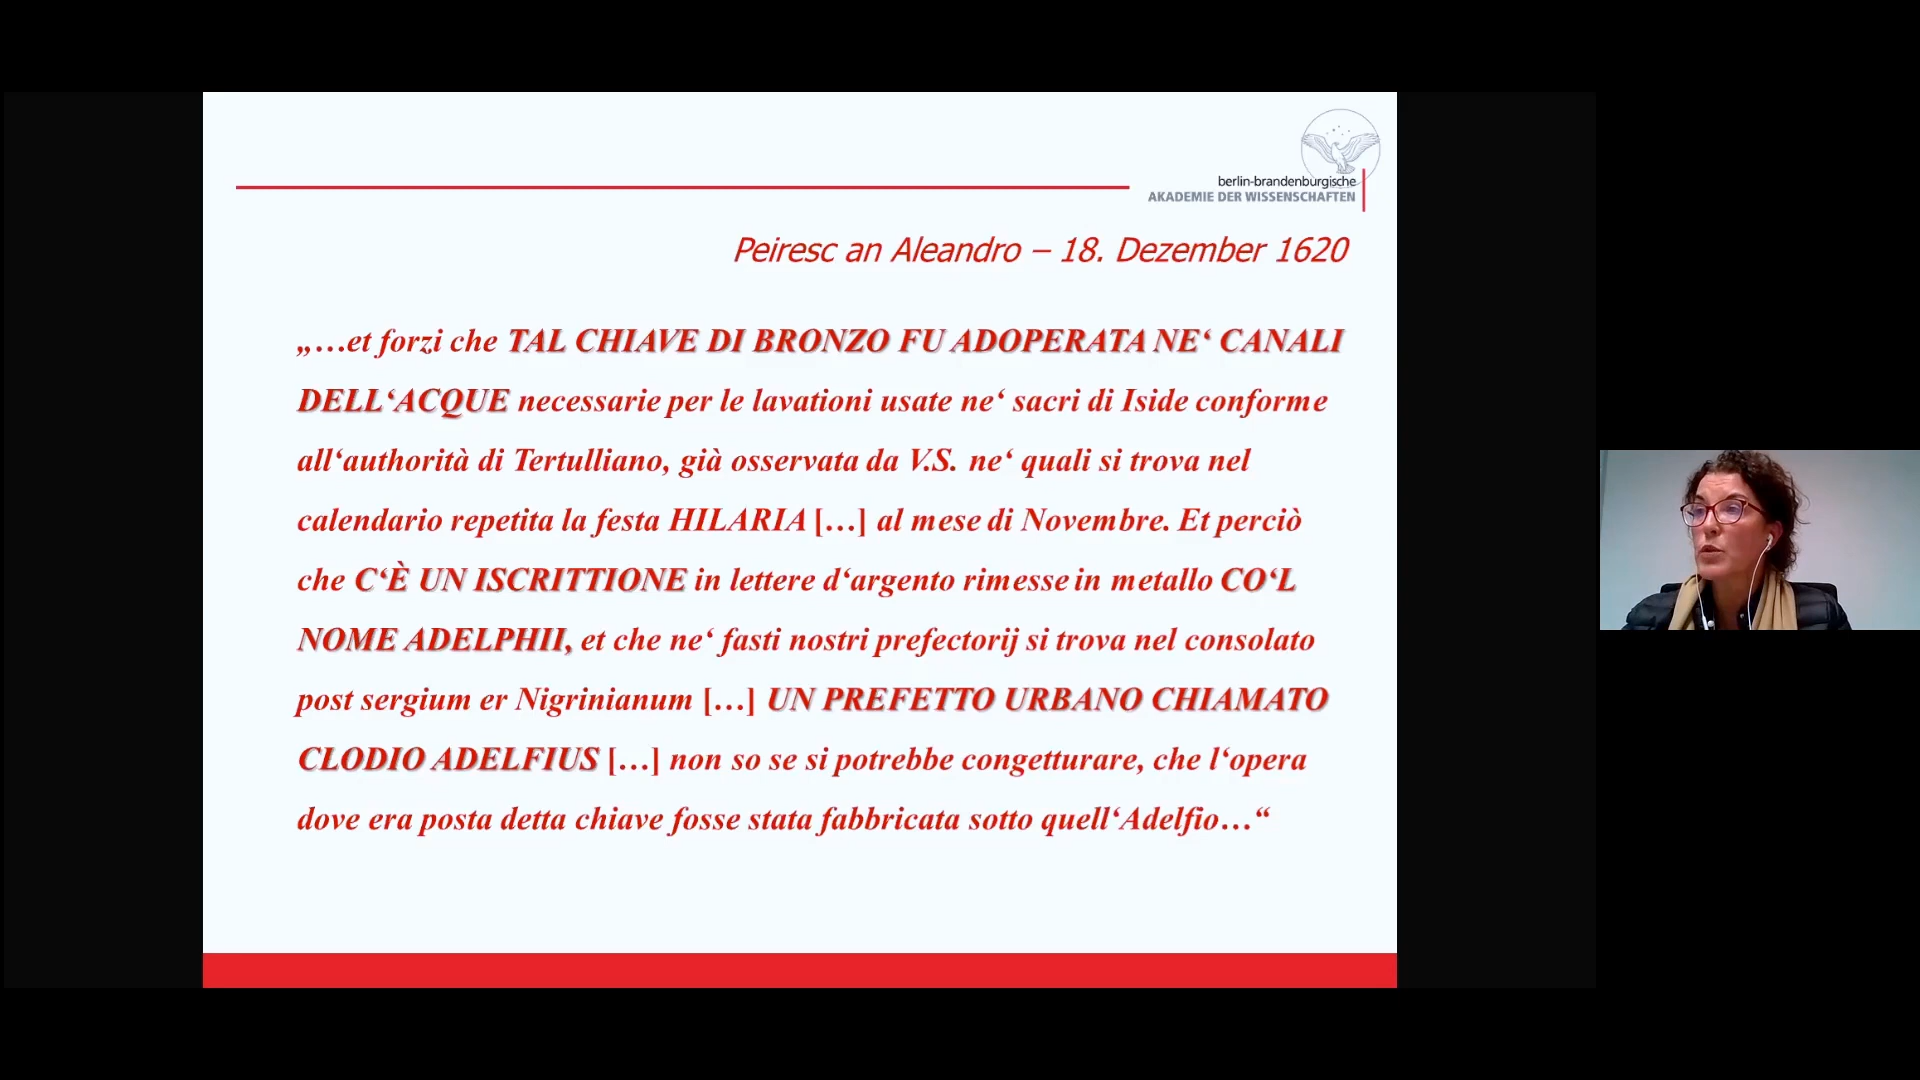 berlin-brandenburgische
AKADEMIE DER WISSENSCHAFTEN
Peiresc an Aleandro – 18. Dezember 1620
„…et forzi che TAL CHIAVE DI BRONZO FU ADOPERATA NE‘ CANALI
DELL‘ACQUE necessarie per le lavationi usate ne‘ sacri di Iside conforme
all‘authorità di Tertulliano, già osservata da V.S. ne‘ quali si trova nel
calendario repetita la festa HILARIA […] al mese di Novembre. Et perciò
che C‘È UN ISCRITTIONE in lettere d‘argento rimesse in metallo CO‘L
NOME ADELPHII, et che ne‘ fasti nostri prefectorij si trova nel consolato
post sergium er Nigrinianum […] UN PREFETTO URBANO CHIAMATO
CLODIO ADELFIUS […] non so se si potrebbe congetturare, che l‘opera
dove era posta detta chiave fosse stata fabbricata sotto quell‘Adelfio…“